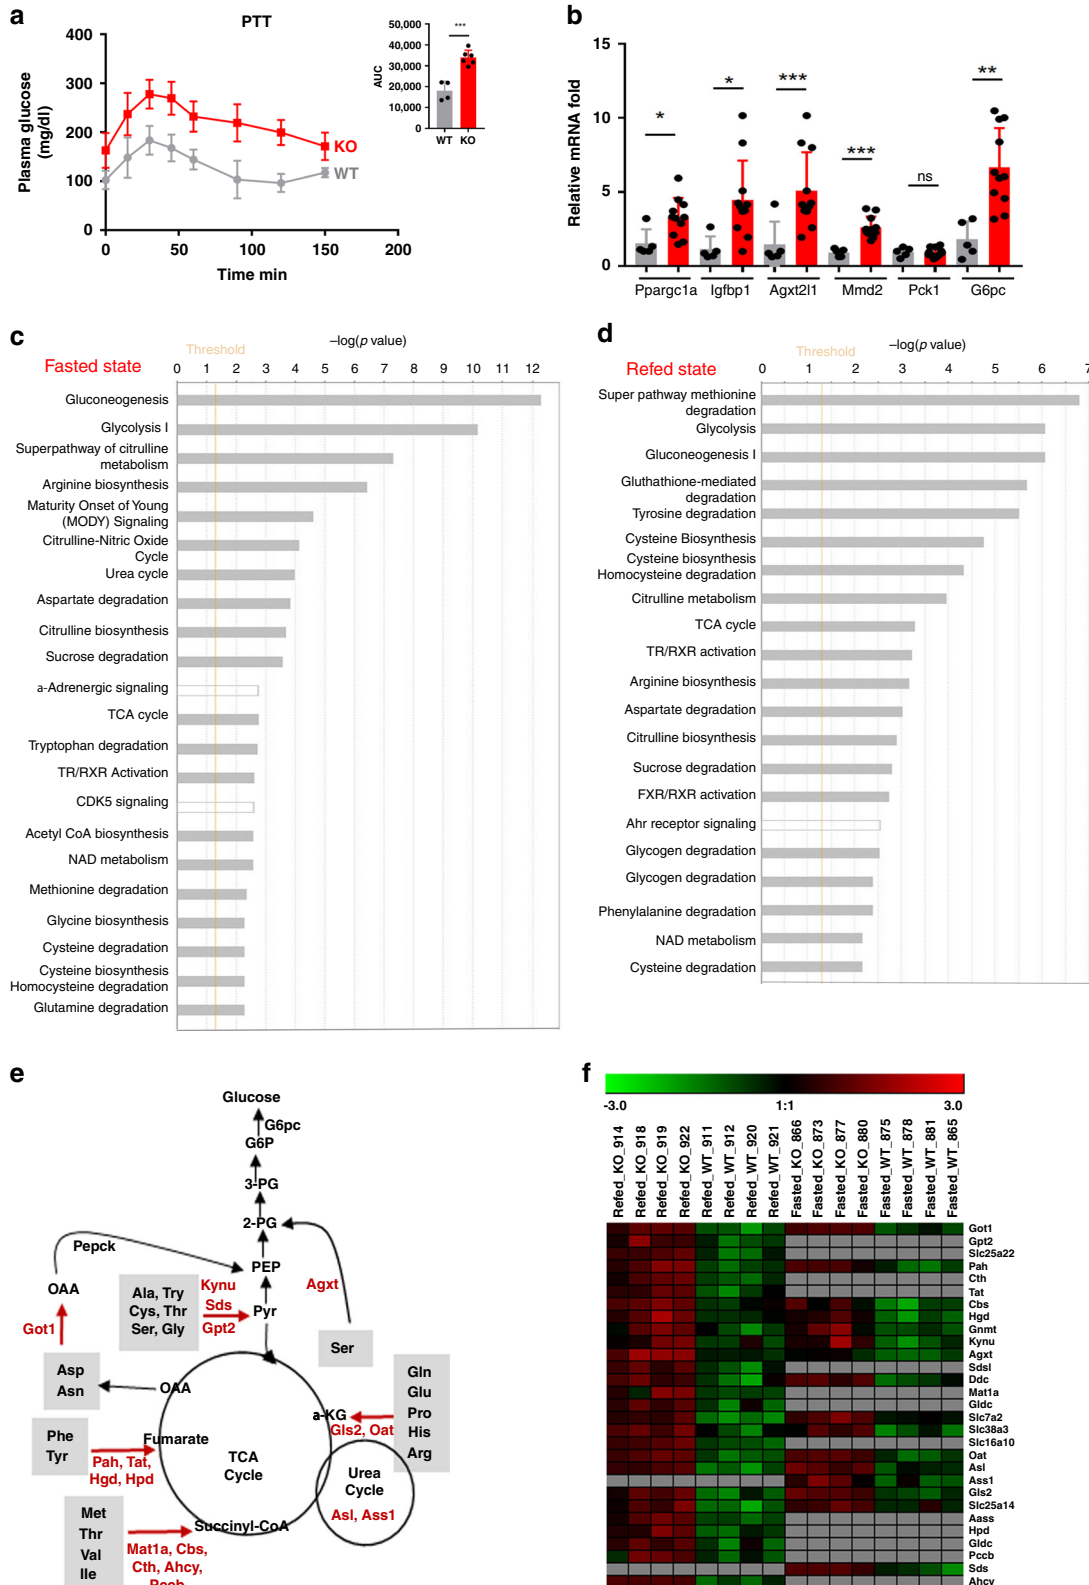 a
PTT
400
300
200
100
0
Plasma glucose
(mg/dl)
KO
WT
0 50 100 150 200
Time min
50,000
40,000
30,000
20,000
10,000
0
AUC
***
WT KO
b
15
10
5
0
Relative mRNA fold
* * *** *** ns **
Ppargc1a Igfbp1 Agxt2l1 Mmd2 Pck1 G6pc
c
Fasted state
Threshold
–log(p value)
0 1 2 3 4 5 6 7 8 9 10 11 12
Gluconeogenesis
Glycolysis I
Superpathway of citrulline
metabolism
Arginine biosynthesis
Maturity Onset of Young
(MODY) Signaling
Citrulline-Nitric Oxide
Cycle
Urea cycle
Aspartate degradation
Citrulline biosynthesis
Sucrose degradation
a-Adrenergic signaling
TCA cycle
Tryptophan degradation
TR/RXR Activation
CDK5 signaling
Acetyl CoA biosynthesis
NAD metabolism
Methionine degradation
Glycine biosynthesis
Cysteine degradation
Cysteine biosynthesis
Homocysteine degradation
Glutamine degradation
d
Refed state
Threshold
–log(p value)
0 1 2 3 4 5 6 7
Super pathway methionine
degradation
Glycolysis
Gluconeogenesis I
Gluthathione-mediated
degradation
Tyrosine degradation
Cysteine Biosynthesis
Cysteine biosynthesis
Homocysteine degradation
Citrulline metabolism
TCA cycle
TR/RXR activation
Arginine biosynthesis
Aspartate degradation
Citrulline biosynthesis
Sucrose degradation
FXR/RXR activation
Ahr receptor signaling
Glycogen degradation
Glycogen degradation
Phenylalanine degradation
NAD metabolism
Cysteine degradation
e
Glucose
G6pc
G6P
3-PG
2-PG
Pepck
PEP
OAA
Ala, Try
Cys, Thr
Ser, Gly
Kynu
Sds
Gpt2
Pyr
Agxt
Got1
Ser
Asp
Asn
OAA
Gln
Glu
Pro
His
Arg
a-KG
Gls2, Oat
Phe
Tyr
Fumarate
Pah, Tat,
Hgd, Hpd
TCA
Cycle
Urea
Cycle
Asl, Ass1
Met
Thr
Val
Ile
Succinyl-CoA
Mat1a, Cbs,
Cth, Ahcy,
Pccb
f
-3.0 1:1 3.0
Refed_KO_914
Refed_KO_918
Refed_KO_919
Refed_KO_922
Refed_WT_911
Refed_WT_912
Refed_WT_920
Refed_WT_921
Fasted_KO_866
Fasted_KO_873
Fasted_KO_877
Fasted_KO_880
Fasted_WT_875
Fasted_WT_878
Fasted_WT_881
Fasted_WT_865
Got1
Gpt2
Slc25a22
Pah
Cth
Tat
Cbs
Hgd
Gnmt
Kynu
Agxt
Sdsl
Ddc
Mat1a
Gldc
Slc7a2
Slc38a3
Slc16a10
Oat
Asl
Ass1
Gls2
Slc25a14
Aass
Hpd
Gldc
Pccb
Sds
Ahcy